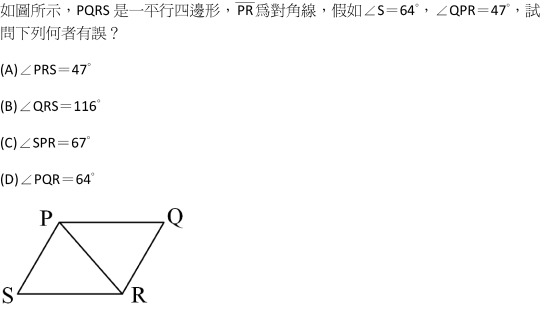 如圖所示，PQRS 是一平行四邊形，PR 為對角線，假如∠S＝64°，∠QPR＝47°，試
問下列何者有誤？
(A)∠PRS＝47°
(B)∠QRS＝116°
(C)∠SPR＝67°
(D)∠PQR＝64°
P
Q
S
R